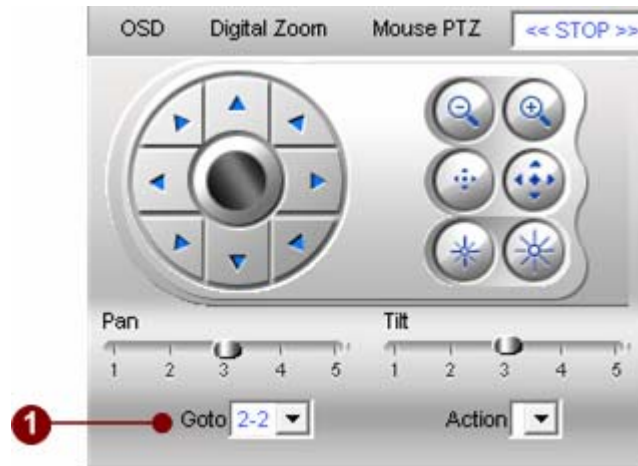 OSD Digital Zoom Mouse PTZ << STOP >>
Pan Tilt
1 2 3 4 5 1 2 3 4 5
1 Goto 2-2 Action